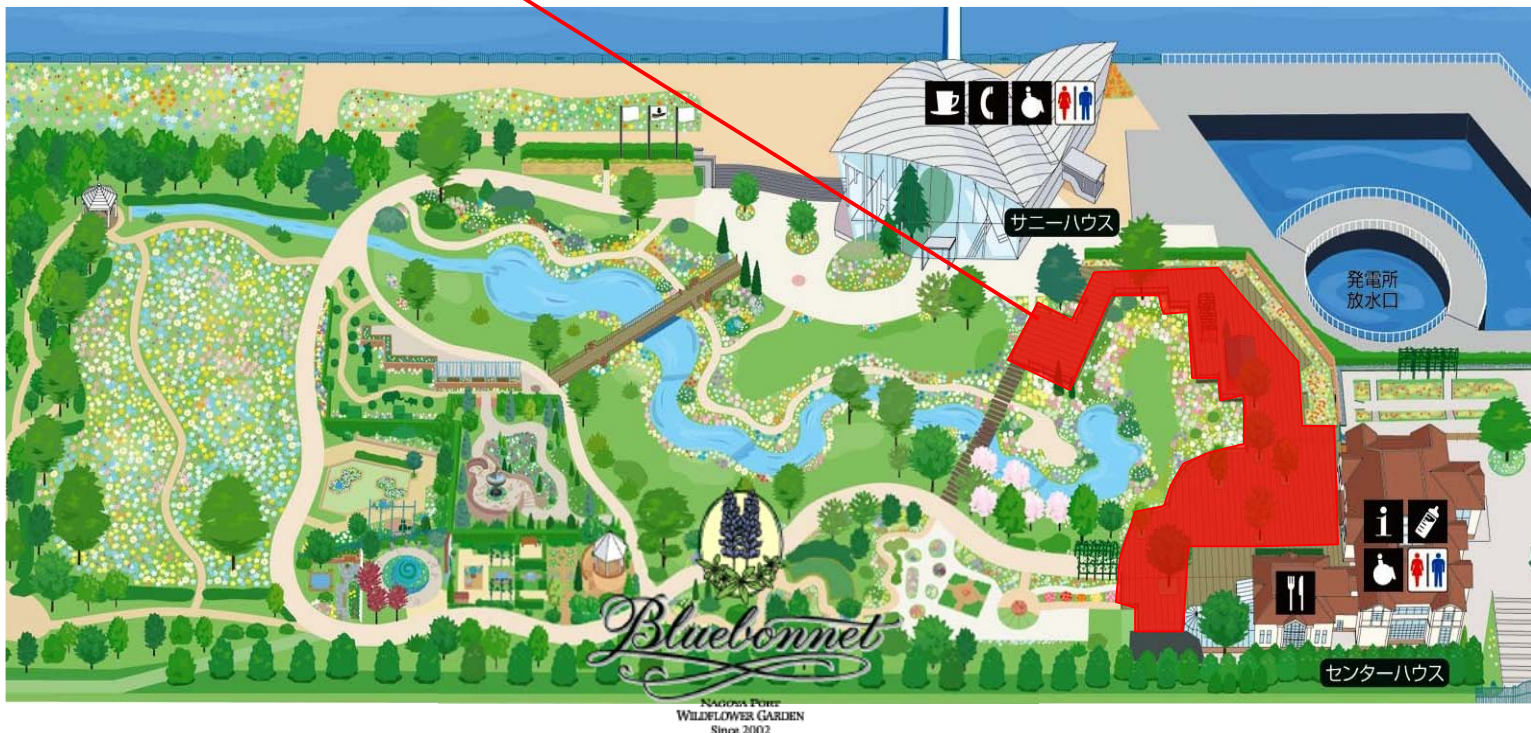 サニーハウス
発電所
放水口
i
Bluebonnet
NAGOYA PORT
WILDFLOWER GARDEN
Since 2002
センターハウス